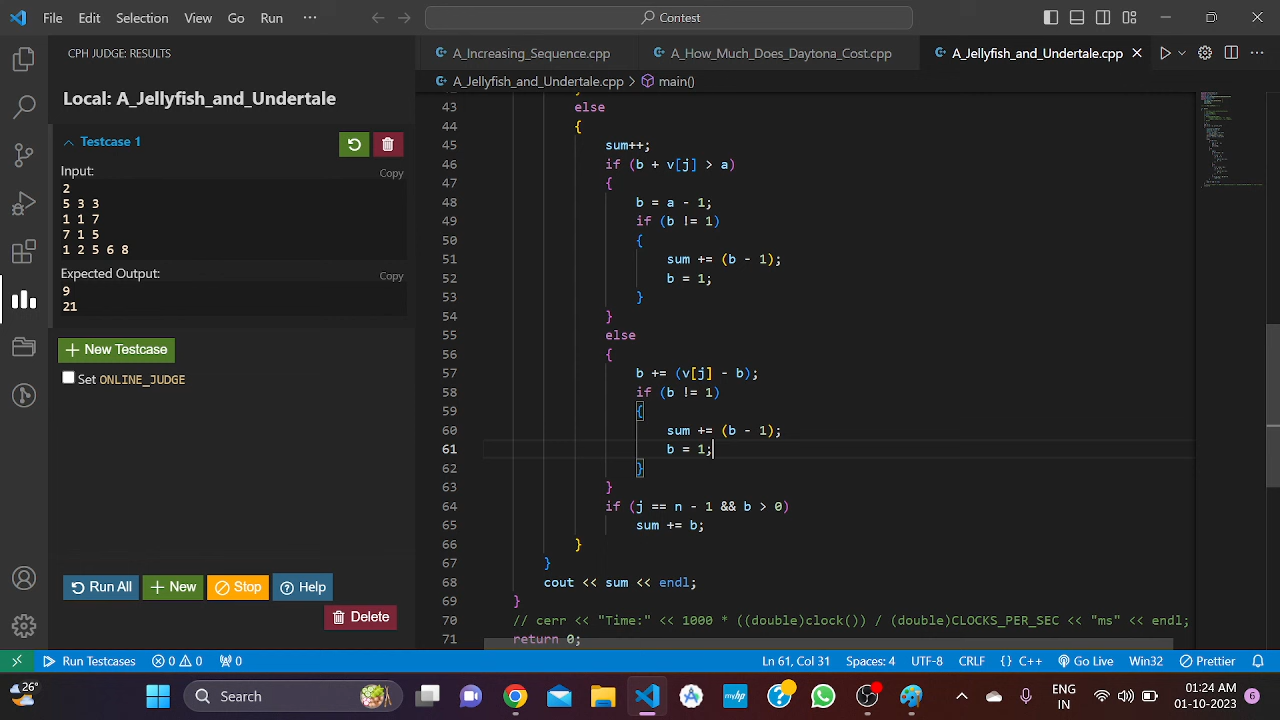 File Edit Selection View Go Run ··· Contest
CPH JUDGE: RESULTS
A_Increasing_Sequence.cpp A_How_Much_Does_Daytona_Cost.cpp A_Jellyfish_and_Undertale.cpp
A_Jellyfish_and_Undertale.cpp > main()
Local: A_Jellyfish_and_Undertale
Testcase 1
Input:
Copy
2
5 3 3
1 1 7
7 1 5
1 2 5 6 8
Expected Output:
Copy
9
21
New Testcase
Set ONLINE_JUDGE
Run All New Stop Help
Delete
43 else
44 {
45 sum++;
46 if (b + v[j] > a)
47 {
48 b = a - 1;
49 if (b != 1)
50 {
51 sum += (b - 1);
52 b = 1;
53 }
54 }
55 else
56 {
57 b += (v[j] - b);
58 if (b != 1)
59 {
60 sum += (b - 1);
61 b = 1;
62 }
63 }
64 if (j == n - 1 && b > 0)
65 sum += b;
66 }
67 }
68 cout << sum << endl;
69 }
70 // cerr << "Time:" << 1000 * ((double)clock()) / (double)CLOCKS_PER_SEC << "ms" << endl;
71 return 0;
Run Testcases 0 0 0 Ln 61, Col 31 Spaces: 4 UTF-8 CRLF {} C++ Go Live Win32 Prettier
26° Search ENG IN 01:24 AM 01-10-2023 6